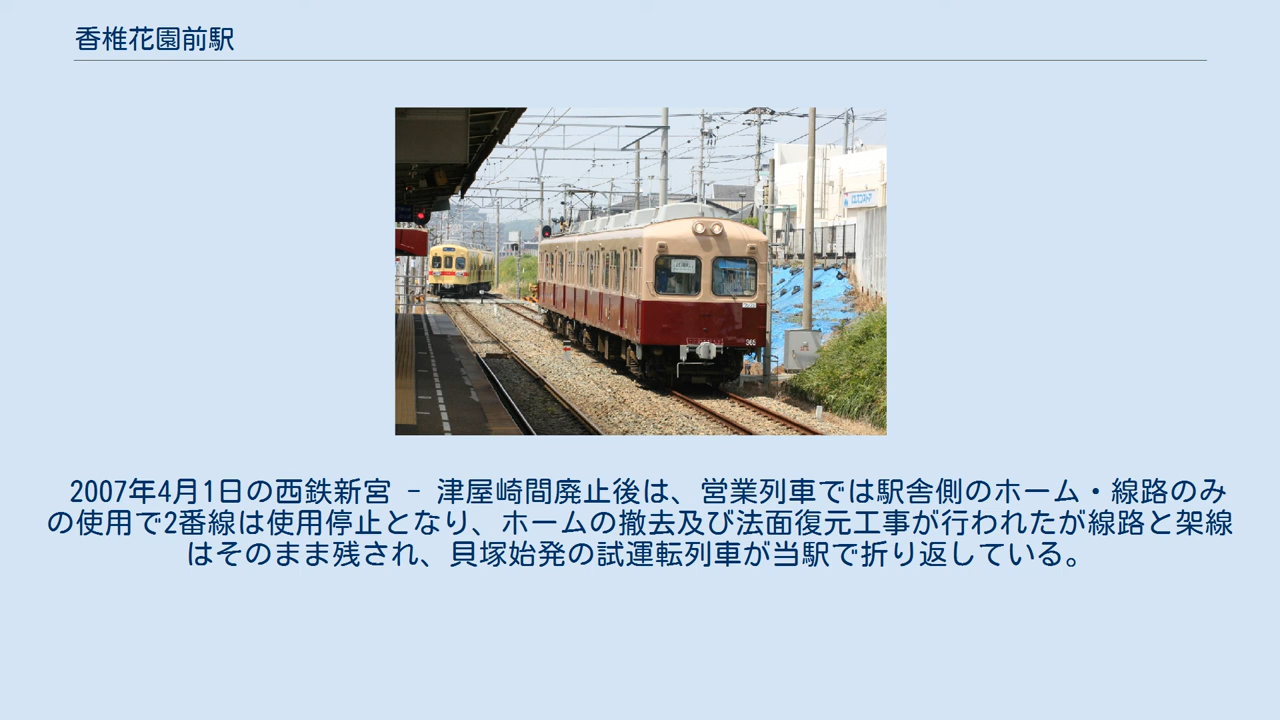 香椎花園前駅
365
2007年4月1日の西鉄新宮 - 津屋崎間廃止後は、営業列車では駅舎側のホーム・線路のみ
の使用で2番線は使用停止となり、ホームの撤去及び法面復元工事が行われたが線路と架線
はそのまま残され、貝塚始発の試運転列車が当駅で折り返している。